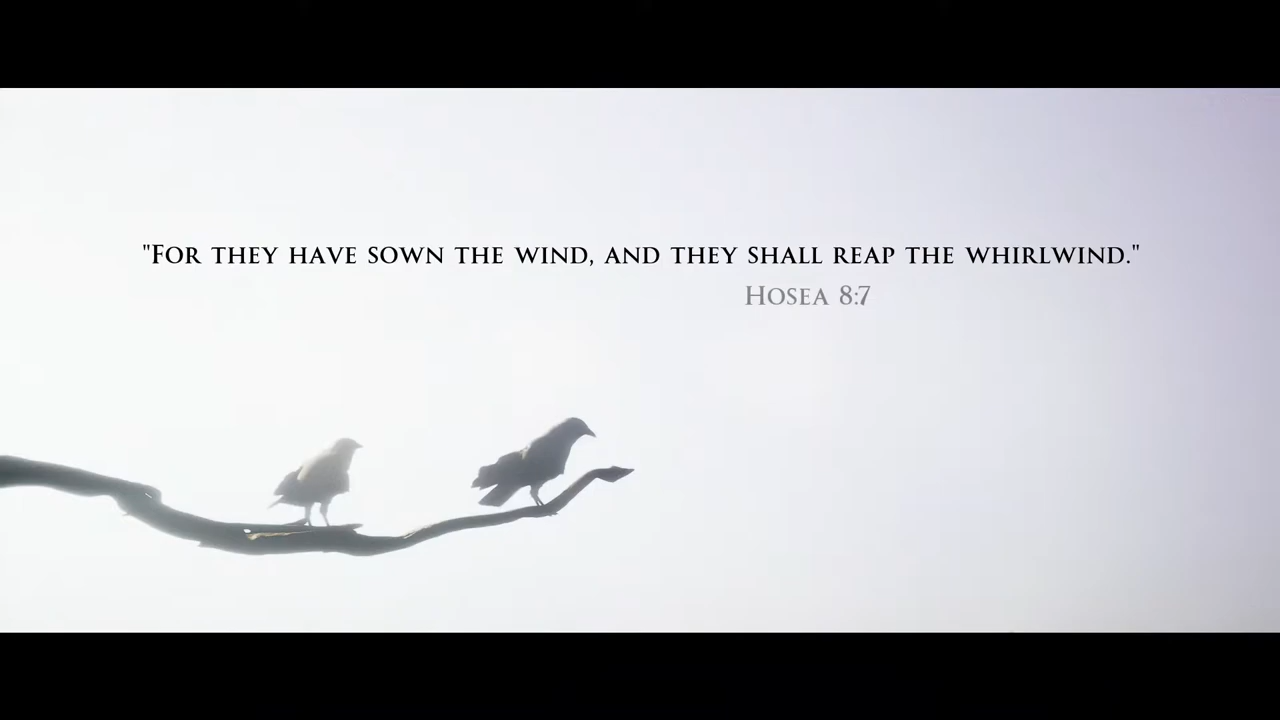 "For they have sown the wind, and they shall reap the whirlwind."
Hosea 8:7